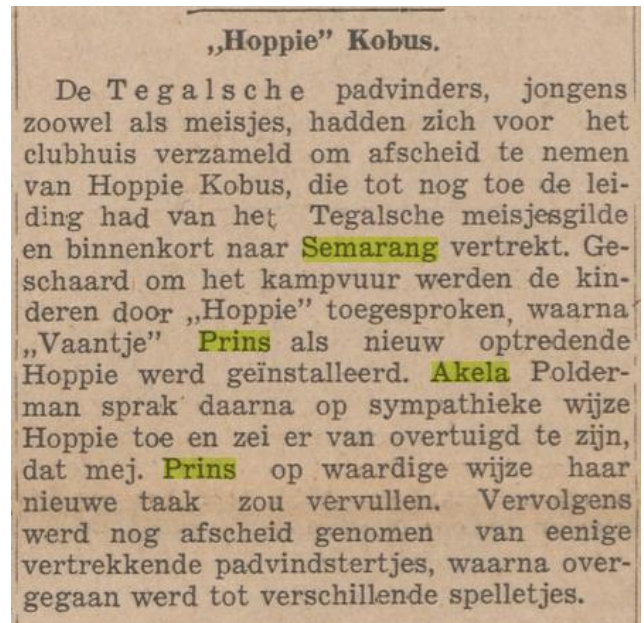 „Hoppie” Kobus.
De Tegalsche padvinders, jongens
zoowel als meisjes, hadden zich voor het
clubhuis verzameld om afscheid te nemen
van Hoppie Kobus, die tot nog toe de lei-
ding had van het Tegalsche meisjesgilde
en binnenkort naar Semarang vertrekt. Ge-
schaard om het kampvuur werden de kin-
deren door „Hoppie” toegesproken, waarna
„Vaantje” Prins als nieuw optredende
Hoppie werd geïnstalleerd. Akela Polder-
man sprak daarna op sympathieke wijze
Hoppie toe en zei er van overtuigd te zijn,
dat mej. Prins op waardige wijze haar
nieuwe taak zou vervullen. Vervolgens
werd nog afscheid genomen van eenige
vertrekkende padvindstertjes, waarna over-
gegaan werd tot verschillende spelletjes.